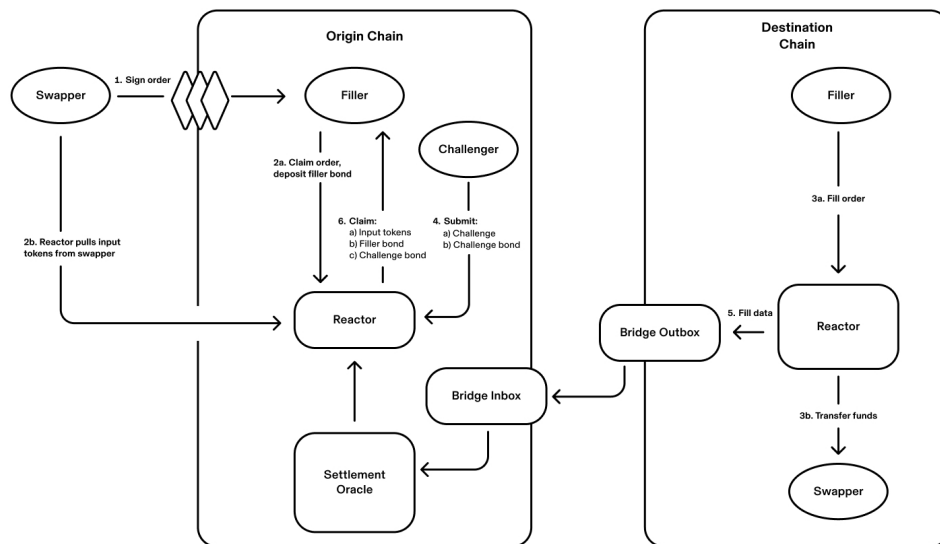 Origin Chain
Destination
Chain
1. Sign order
Swapper
Filler
Filler
Challenger
2a. Claim order,
deposit filler bond
3a. Fill order
6. Claim:
a) Input tokens
b) Filler bond
c) Challenge bond
4. Submit:
a) Challenge
b) Challenge bond
2b. Reactor pulls input
tokens from swapper
Reactor
Bridge Outbox
5. Fill data
Reactor
Bridge Inbox
3b. Transfer funds
Settlement
Oracle
Swapper